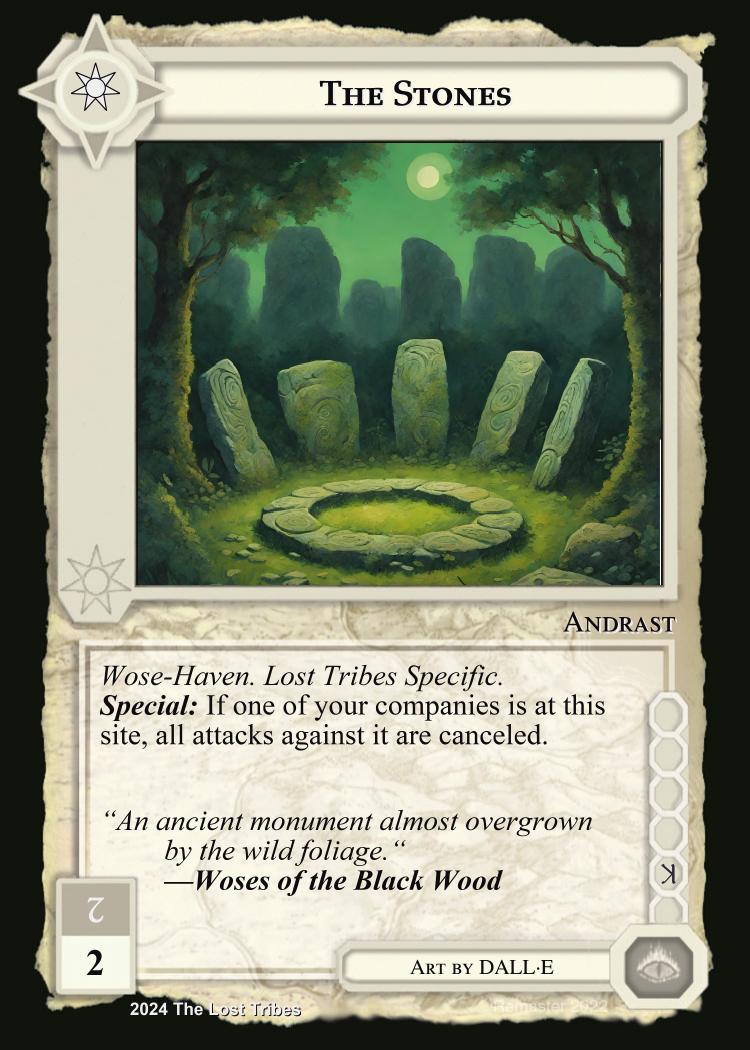 The Stones
Andrast
Wose-Haven. Lost Tribes Specific.
Special: If one of your companies is at this
site, all attacks against it are canceled.
“An ancient monument almost overgrown
by the wild foliage.“
—Woses of the Black Wood
2
2
Art by DALL·E
2024 The Lost Tribes
Remaster 2022